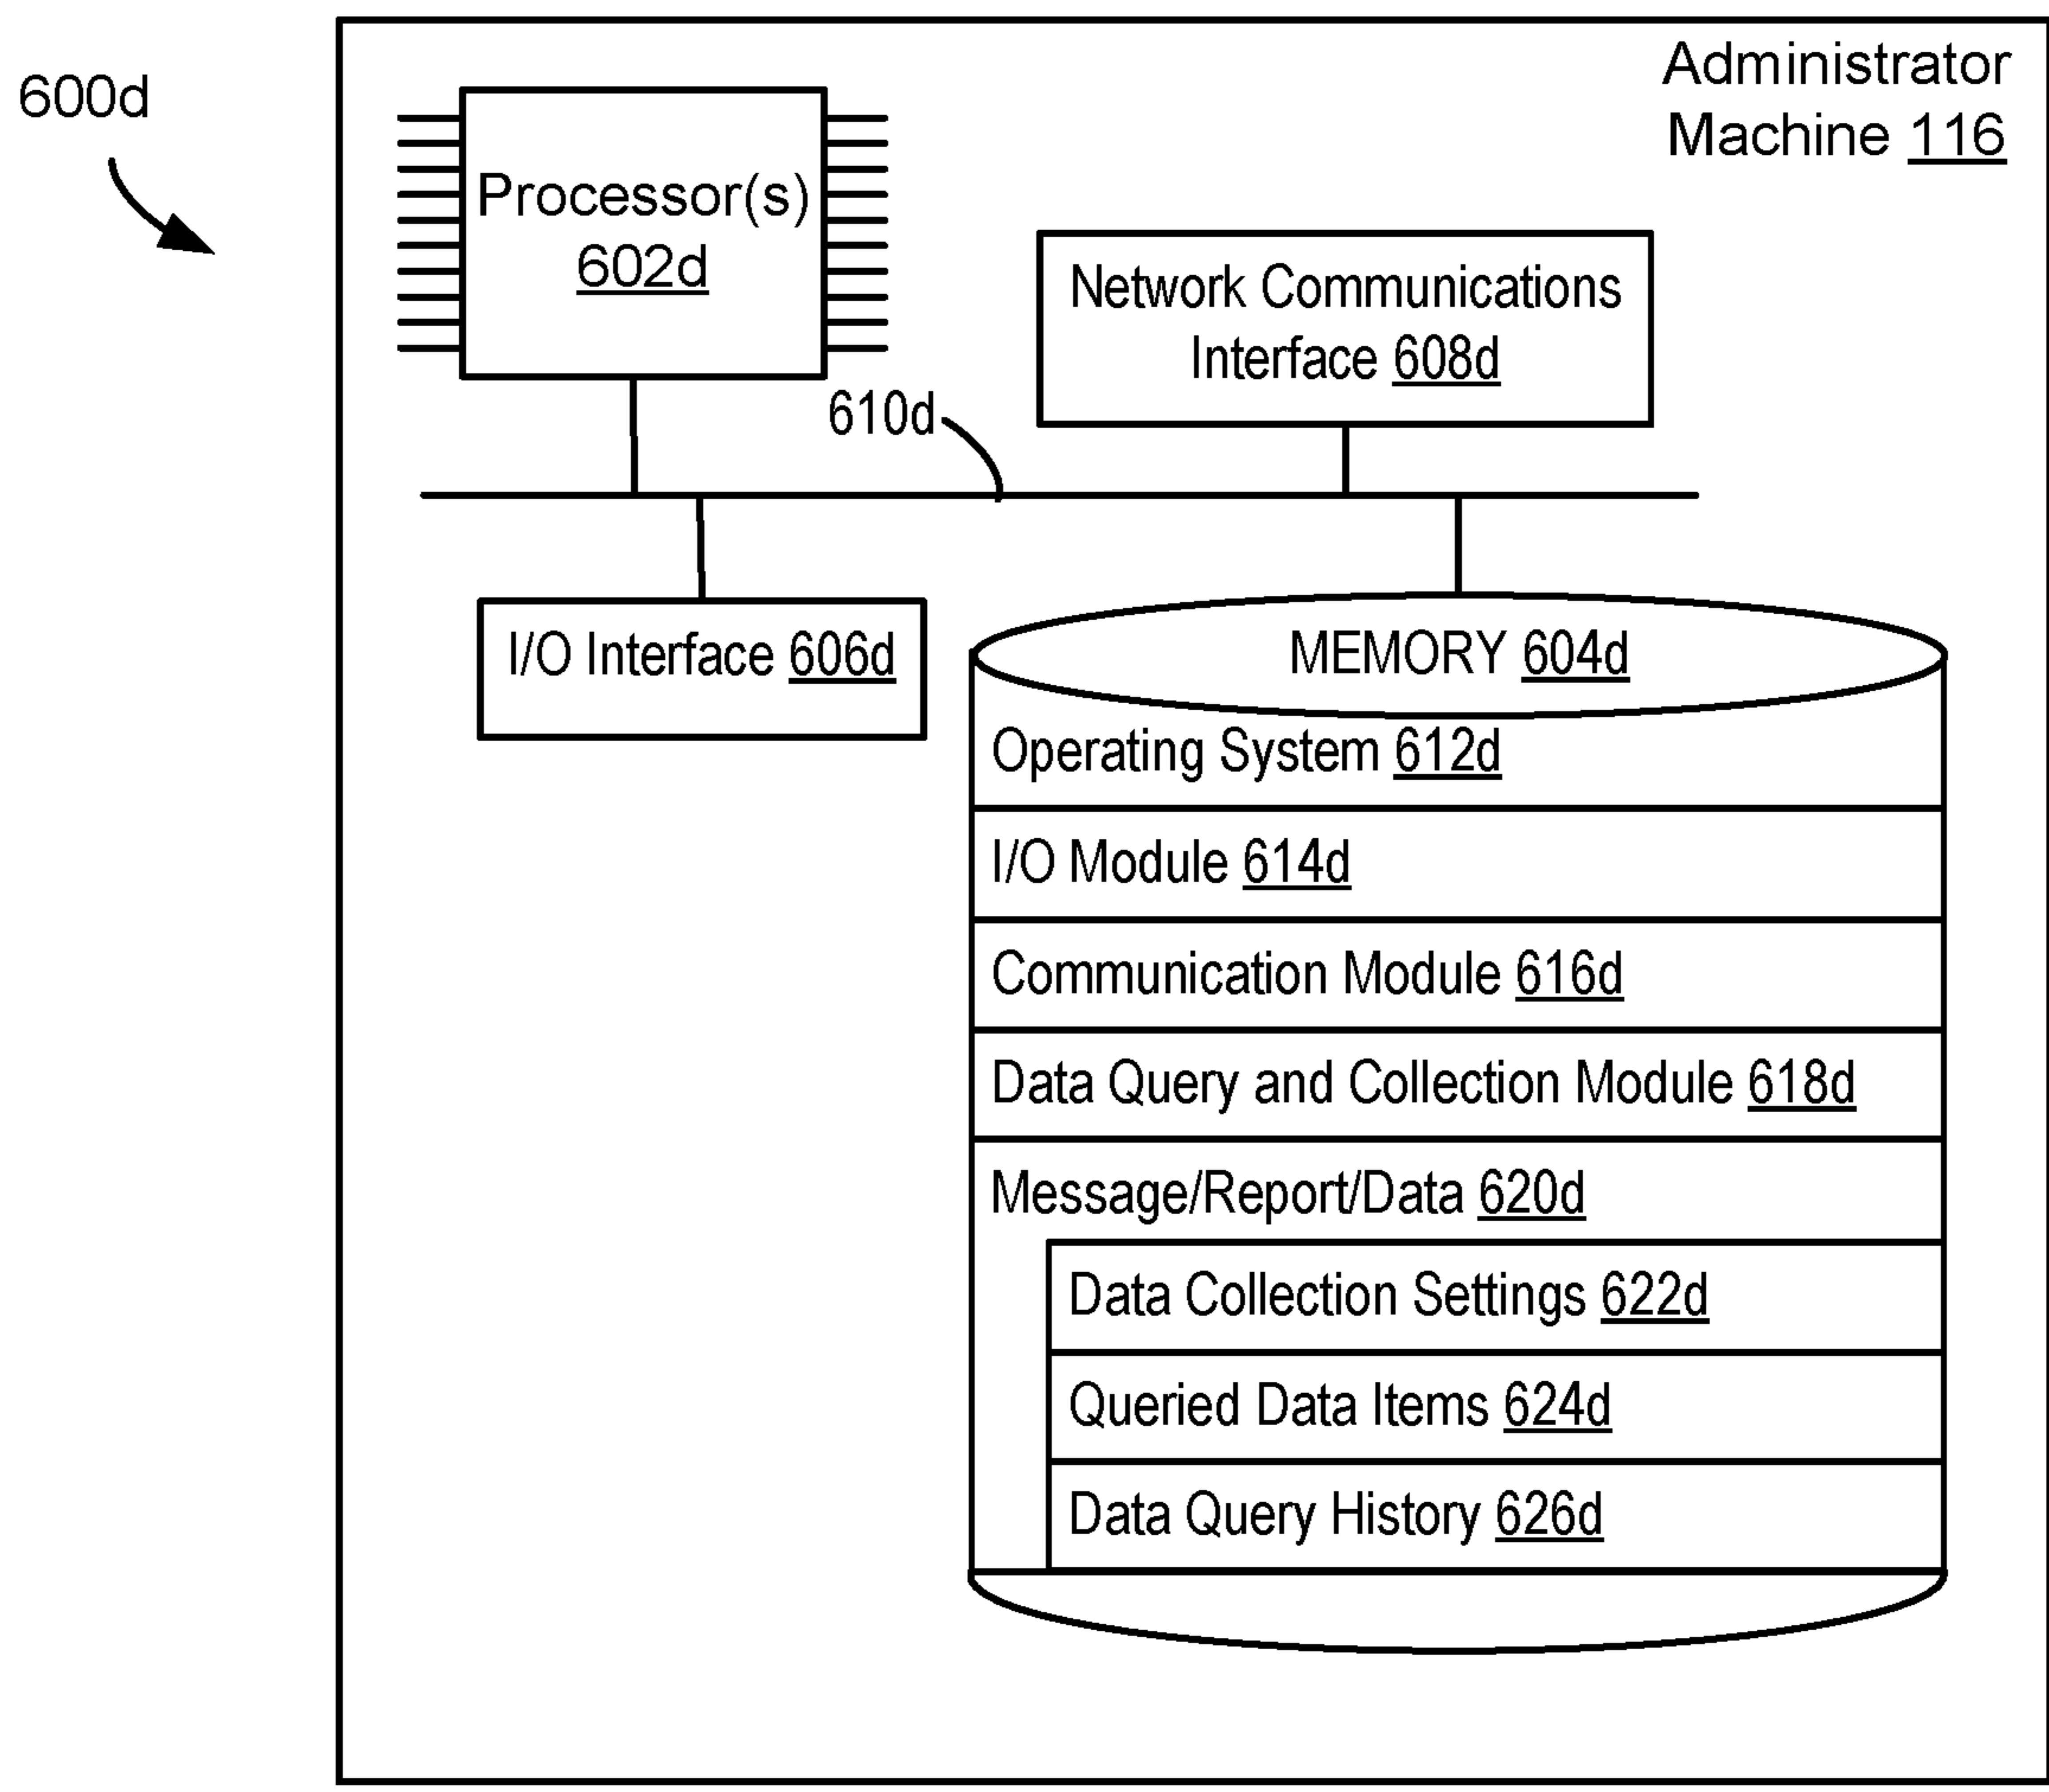 600d
Administrator
Machine 116
Processor(s)
602d
Network Communications
Interface 608d
610d
I/O Interface 606d
MEMORY 604d
Operating System 612d
I/O Module 614d
Communication Module 616d
Data Query and Collection Module 618d
Message/Report/Data 620d
Data Collection Settings 622d
Queried Data Items 624d
Data Query History 626d